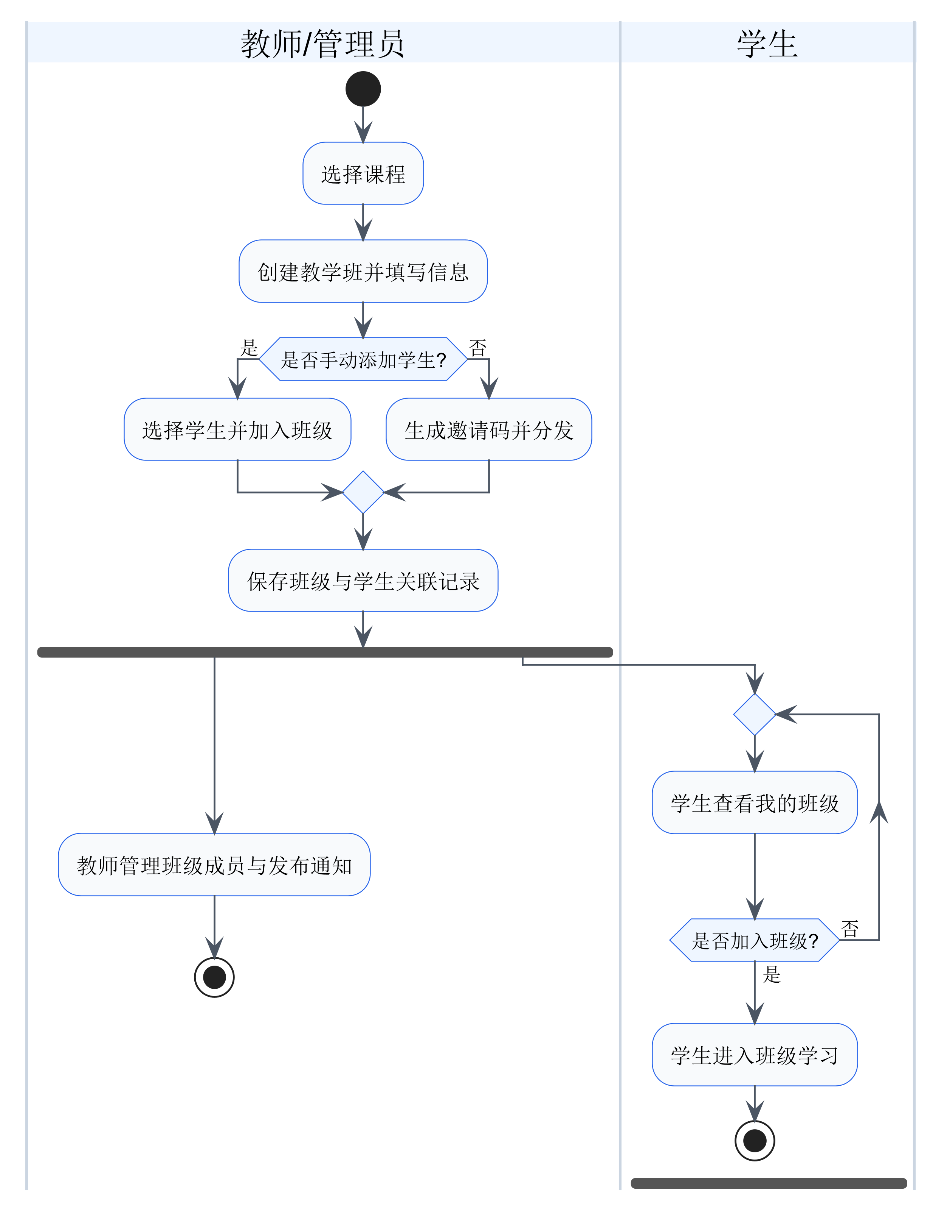 教师/管理员
学生
选择课程
创建教学班并填写信息
是否手动添加学生?
是
否
选择学生并加入班级
生成邀请码并分发
保存班级与学生关联记录
学生查看我的班级
教师管理班级成员与发布通知
是否加入班级?
否
是
学生进入班级学习